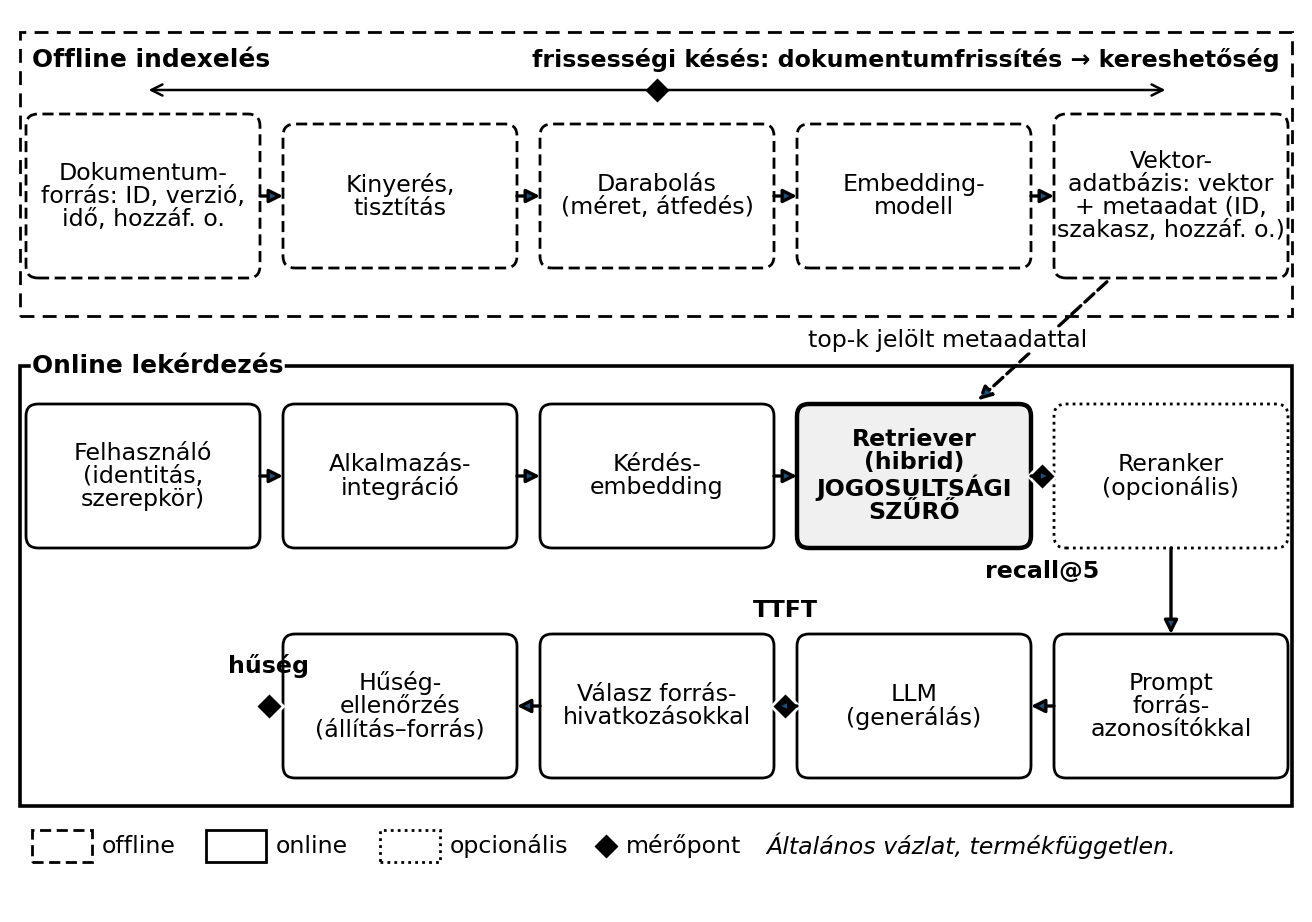 Offline indexelés
frissességi késés: dokumentumfrissítés → kereshetőség
Dokumentum-
forrás: ID, verzió,
idő, hozzáf. o.
Kinyerés,
tisztítás
Darabolás
(méret, átfedés)
Embedding-
modell
Vektor-
adatbázis: vektor
+ metaadat (ID,
szakasz, hozzáf. o.)
top-k jelölt metaadattal
Online lekérdezés
Felhasználó
(identitás,
szerepkör)
Alkalmazás-
integráció
Kérdés-
embedding
Retriever
(hibrid)
JOGOSULTSÁGI
SZŰRŐ
Reranker
(opcionális)
recall@5
TTFT
hűség
Hűség-
ellenőrzés
(állítás–forrás)
Válasz forrás-
hivatkozásokkal
LLM
(generálás)
Prompt
forrás-
azonosítókkal
offline
online
opcionális
mérőpont
Általános vázlat, termékfüggetlen.